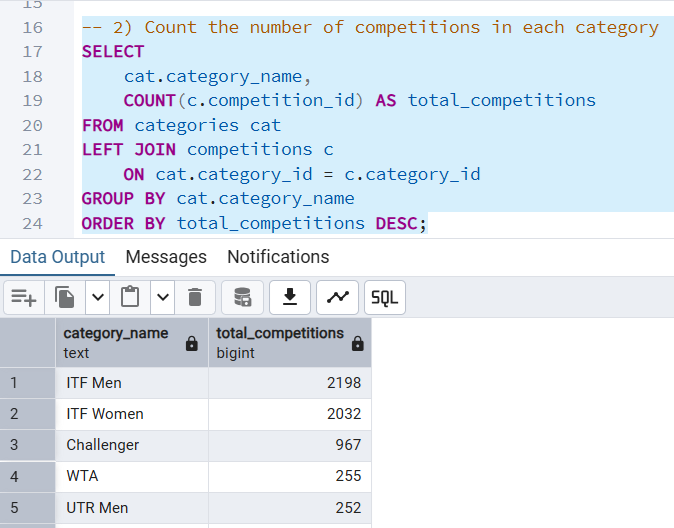 15
16 -- 2) Count the number of competitions in each category
17 SELECT
18 cat.category_name,
19 COUNT(c.competition_id) AS total_competitions
20 FROM categories cat
21 LEFT JOIN competitions c
22 ON cat.category_id = c.category_id
23 GROUP BY cat.category_name
24 ORDER BY total_competitions DESC;
Data Output Messages Notifications
SQL
category_name total_competitions
text bigint
1 ITF Men 2198
2 ITF Women 2032
3 Challenger 967
4 WTA 255
5 UTR Men 252